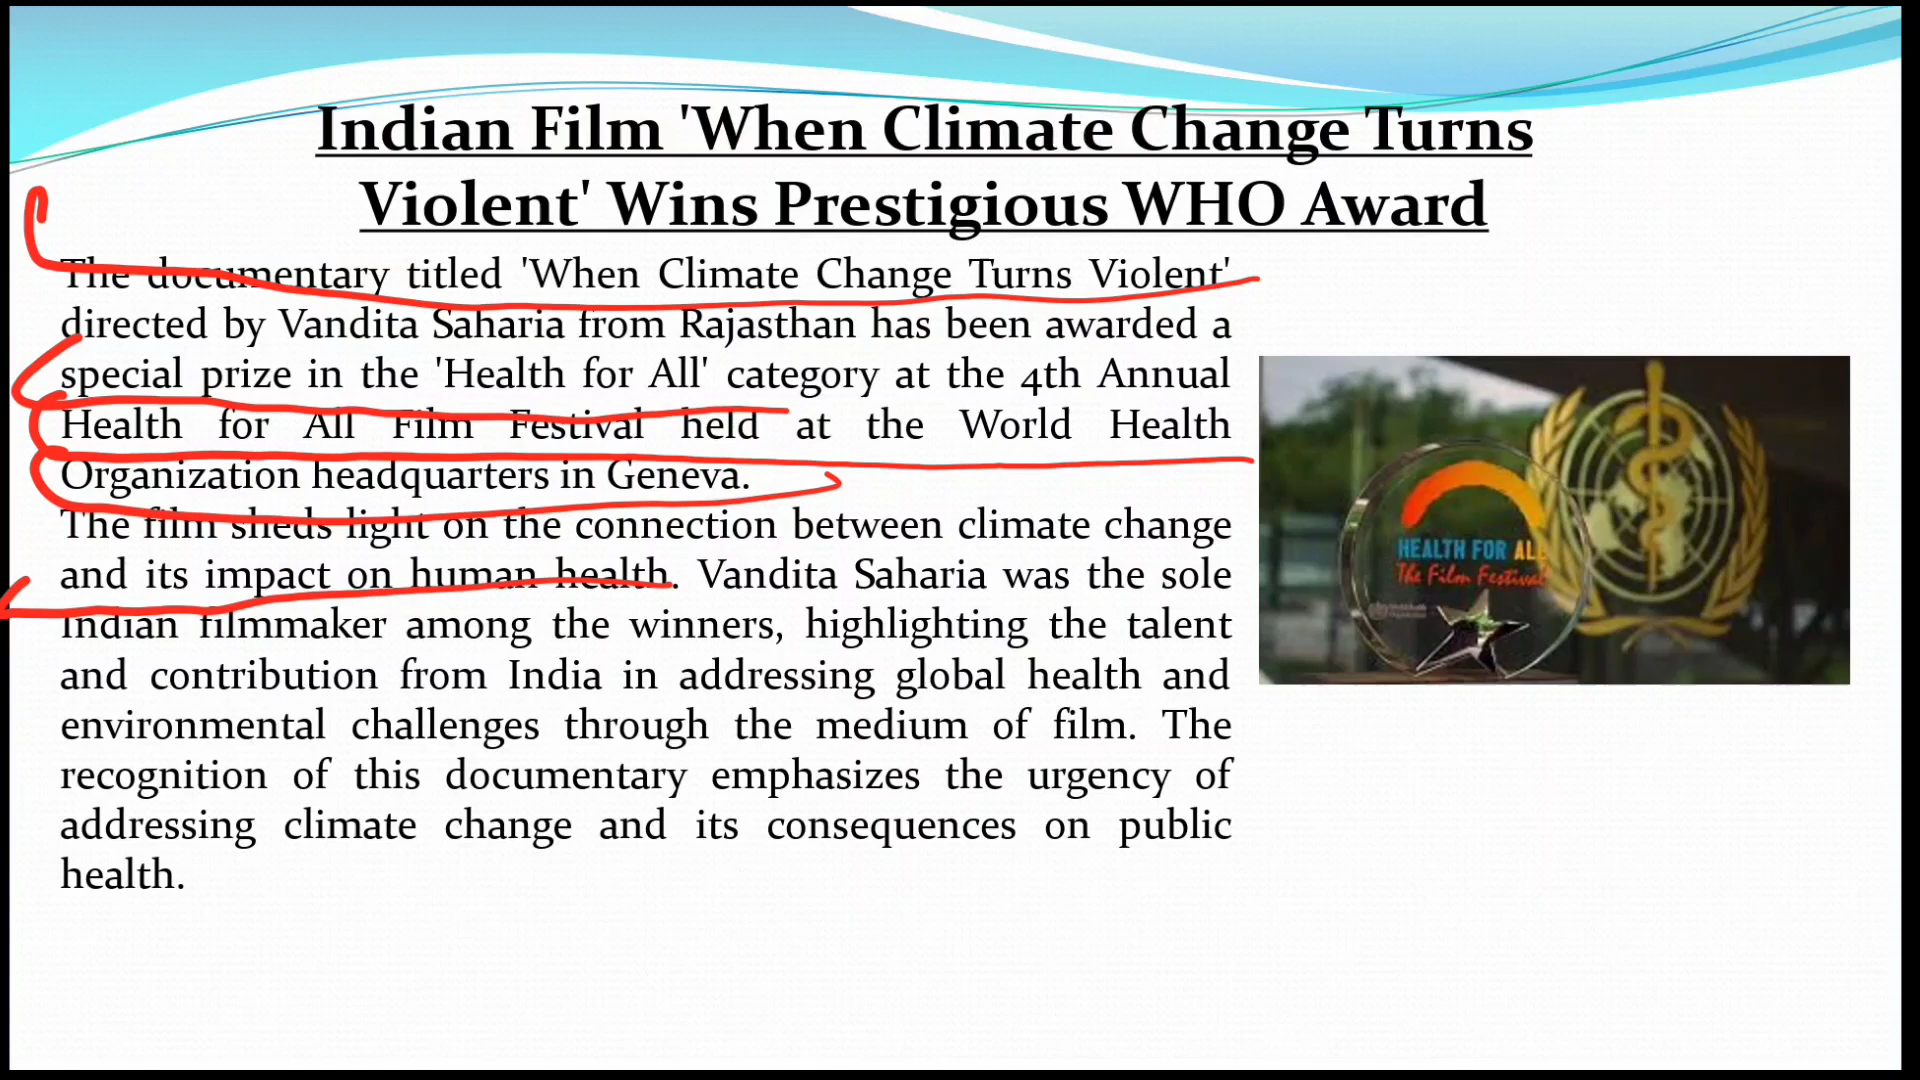 Indian Film 'When Climate Change Turns
Violent' Wins Prestigious WHO Award
The documentary titled 'When Climate Change Turns Violent'
directed by Vandita Saharia from Rajasthan has been awarded a
special prize in the 'Health for All' category at the 4th Annual
Health for All Film Festival held at the World Health
Organization headquarters in Geneva.
The film sheds light on the connection between climate change
and its impact on human health. Vandita Saharia was the sole
Indian filmmaker among the winners, highlighting the talent
and contribution from India in addressing global health and
environmental challenges through the medium of film. The
recognition of this documentary emphasizes the urgency of
addressing climate change and its consequences on public
health.
HEALTH FOR ALL
The Film Festival